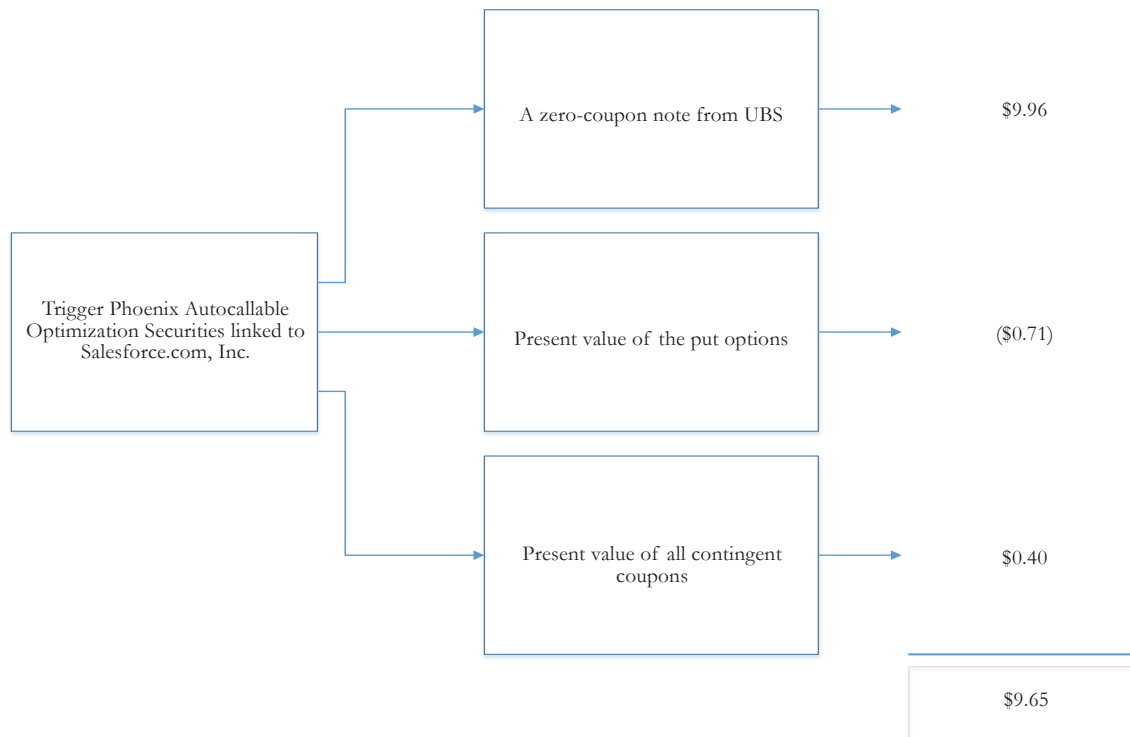 A zero-coupon note from UBS
$9.96
Trigger Phoenix Autocallable
Optimization Securities linked to
Salesforce.com, Inc.
Present value of the put options
($0.71)
Present value of all contingent
coupons
$0.40
$9.65